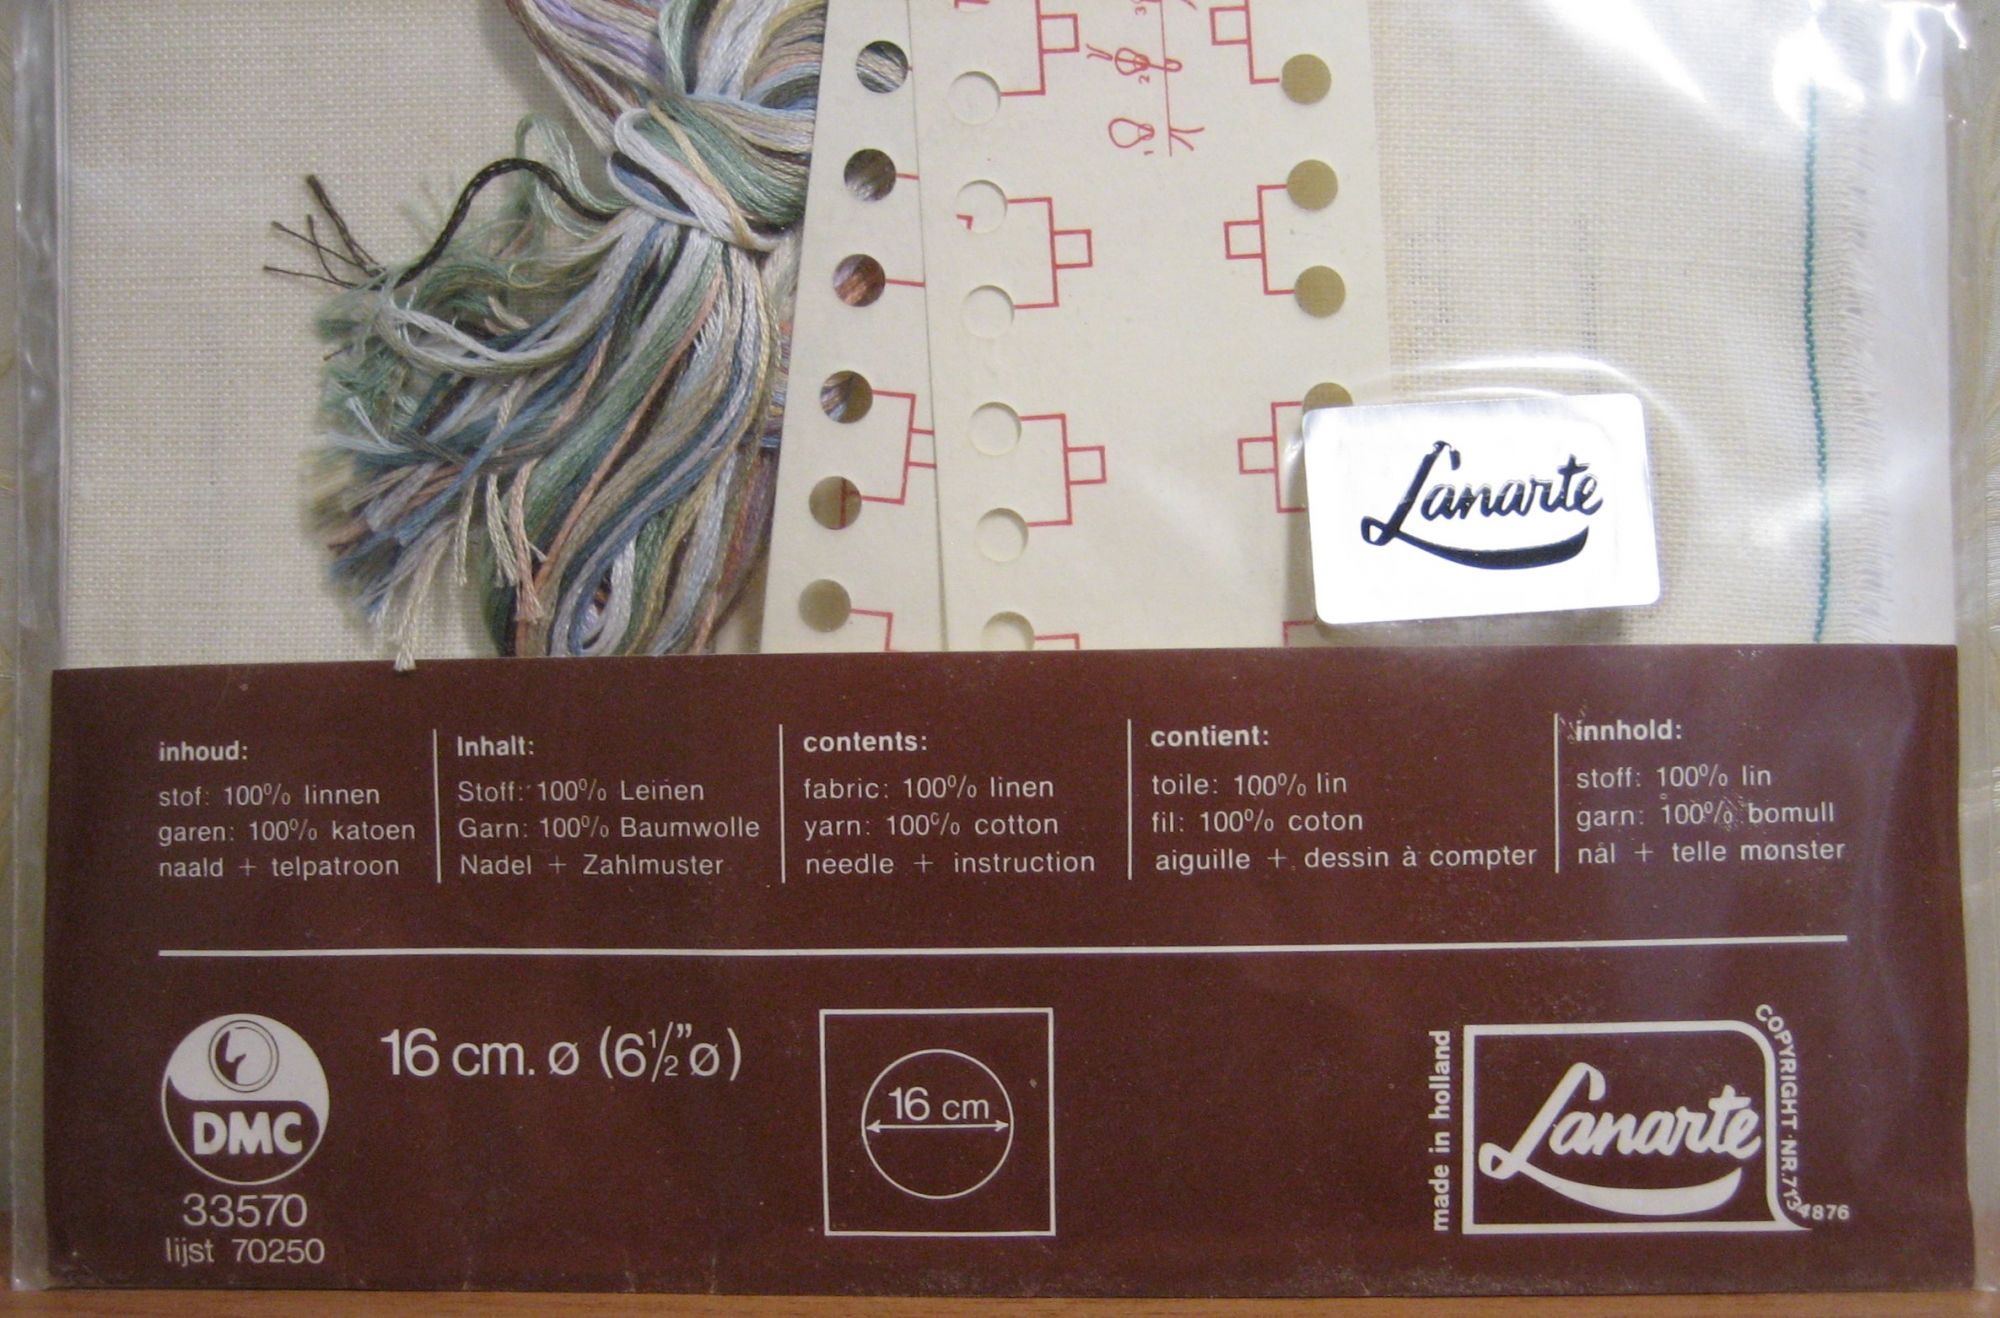 3
2
1
Lanarte
inhoud:
stof: 100% linnen
garen: 100% katoen
naald + telpatroon
Inhalt:
Stoff: 100% Leinen
Garn: 100% Baumwolle
Nadel + Zahlmuster
contents:
fabric: 100% linen
yarn: 100% cotton
needle + instruction
contient:
toile: 100% lin
fil: 100% coton
aiguille + dessin à compter
innhold:
stoff: 100% lin
garn: 100% bomull
nål + telle mønster
DMC
33570
lijst 70250
16 cm. ø (6½”ø)
16 cm
made in holland
Lanarte
COPYRIGHT NR.